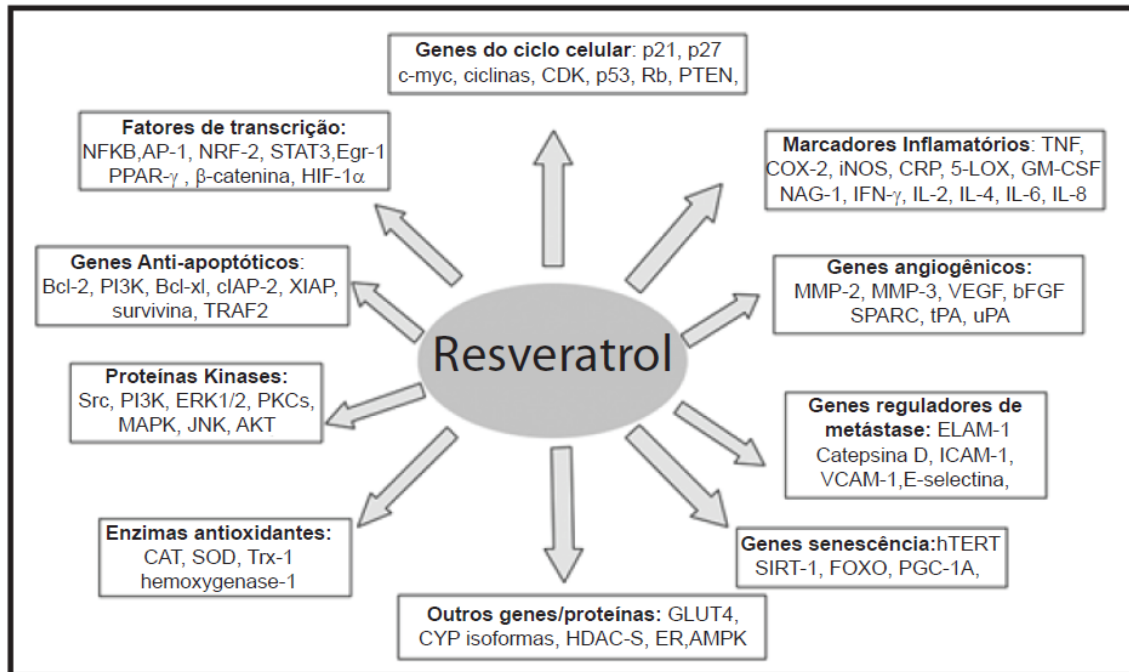 Genes do ciclo celular: p21, p27
c-myc, ciclinas, CDK, p53, Rb, PTEN,
Fatores de transcrição:
NFKB,AP-1, NRF-2, STAT3,Egr-1
PPAR-γ , β-catenina, HIF-1α
Marcadores Inflamatórios: TNF,
COX-2, iNOS, CRP, 5-LOX, GM-CSF
NAG-1, IFN-γ, IL-2, IL-4, IL-6, IL-8
Genes Anti-apoptóticos:
Bcl-2, PI3K, Bcl-xl, cIAP-2, XIAP,
survivina, TRAF2
Genes angiogênicos:
MMP-2, MMP-3, VEGF, bFGF
SPARC, tPA, uPA
Resveratrol
Proteínas Kinases:
Src, PI3K, ERK1/2, PKCs,
MAPK, JNK, AKT
Genes reguladores de
metástase: ELAM-1
Catepsina D, ICAM-1,
VCAM-1,E-selectina,
Enzimas antioxidantes:
CAT, SOD, Trx-1
hemoxygenase-1
Genes senescência:hTERT
SIRT-1, FOXO, PGC-1A,
Outros genes/proteínas: GLUT4,
CYP isoformas, HDAC-S, ER,AMPK